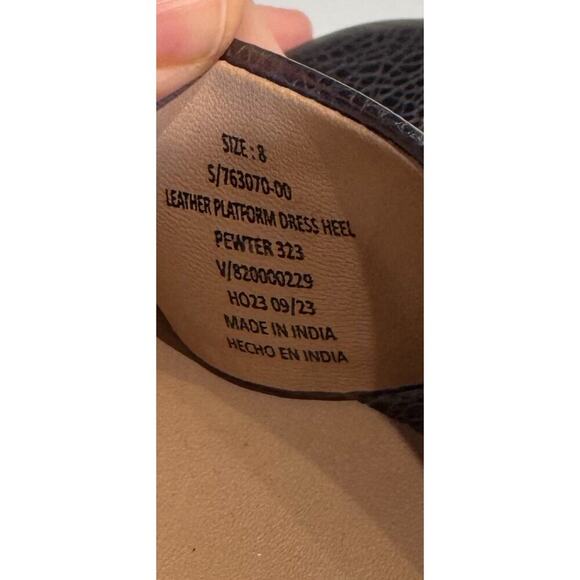 SIZE : 8
S/763070-00
LEATHER PLATFORM DRESS HEEL
PEWTER 323
V/820000229
HO23 09/23
MADE IN INDIA
HECHO EN INDIA